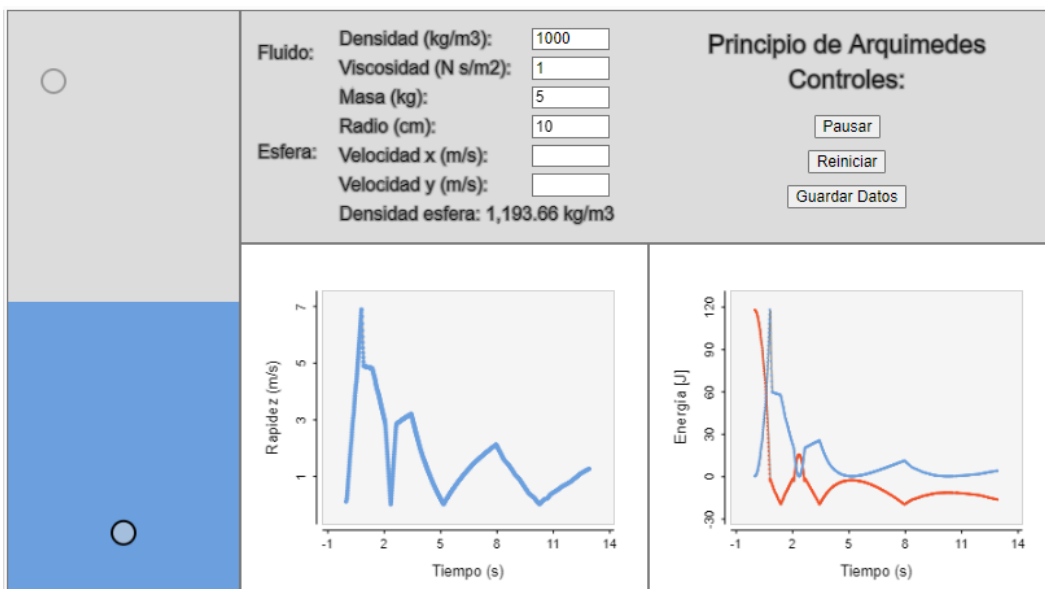 Fluido:
Densidad (kg/m3): 1000
Viscosidad (N s/m2): 1
Esfera:
Masa (kg): 5
Radio (cm): 10
Velocidad x (m/s):
Velocidad y (m/s):
Densidad esfera: 1,193.66 kg/m3
Principio de Arquimedes
Controles:
Pausar
Reiniciar
Guardar Datos
Rapidez (m/s)
7
5
3
1
-1 2 5 8 11 14
Tiempo (s)
Energía [J]
120
90
60
30
0
-30
-1 2 5 8 11 14
Tiempo (s)